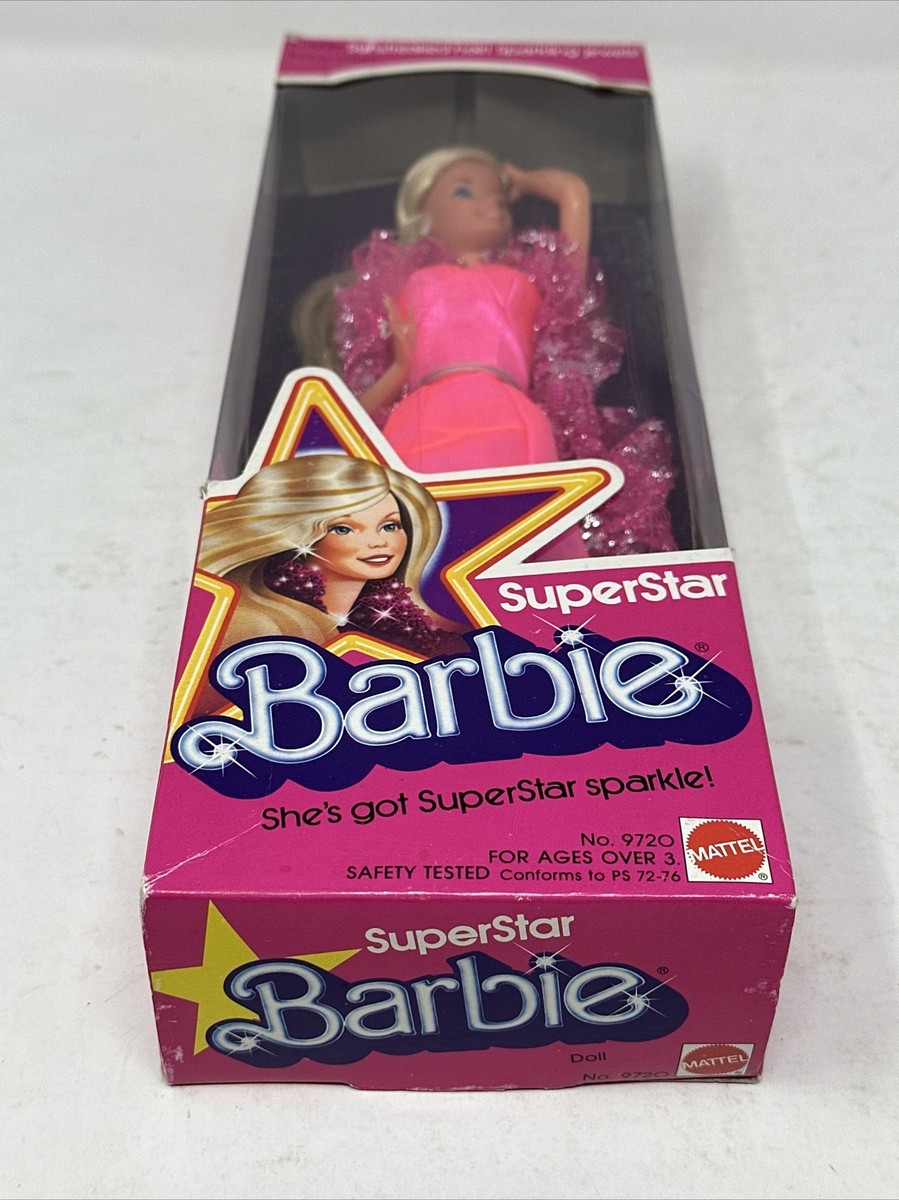 SuperStar
Barbie®
She's got SuperStar sparkle!
No. 9720
FOR AGES OVER 3.
SAFETY TESTED Conforms to PS 72-76
MATTEL
®
SuperStar
Barbie®
Doll
No. 9720
MATTEL